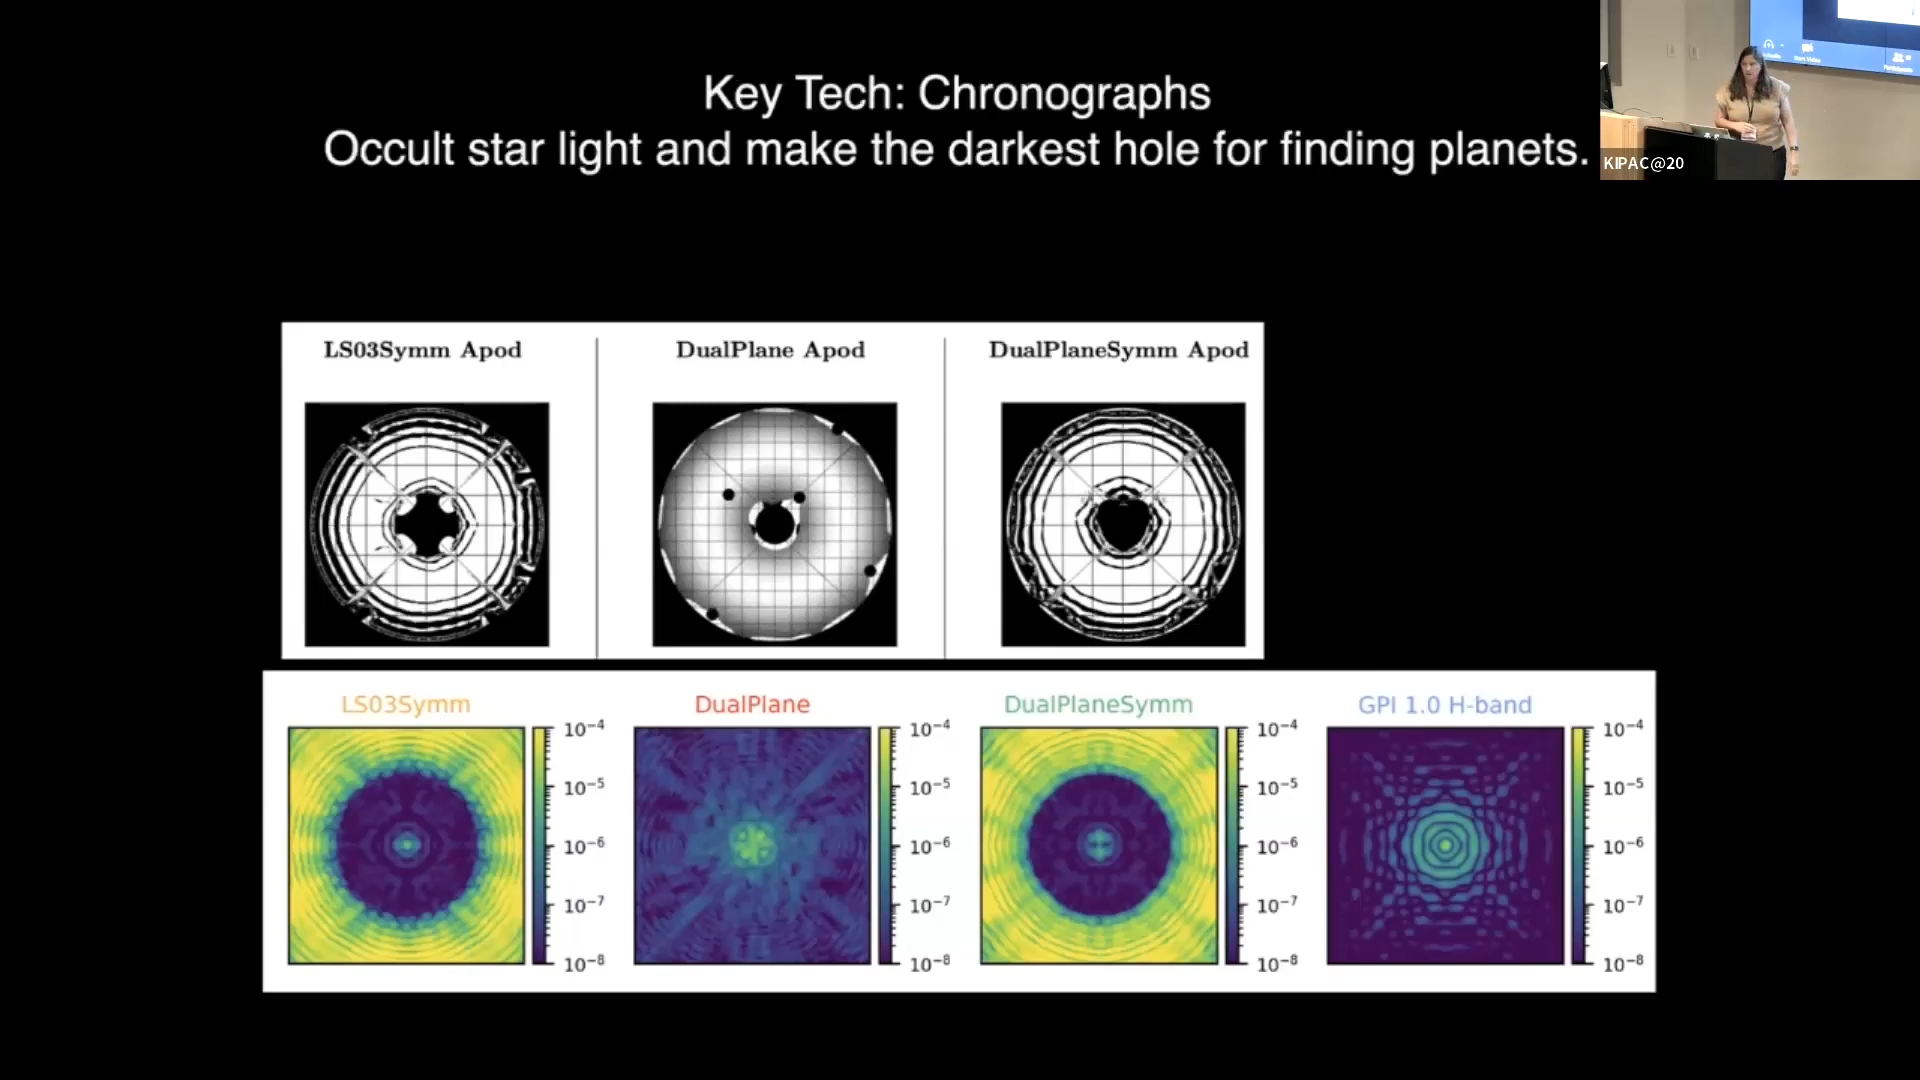 Key Tech: Chronographs
Occult star light and make the darkest hole for finding planets.
Start Video
KIPAC@20
LS03Symm Apod
DualPlane Apod
DualPlaneSymm Apod
LS03Symm
DualPlane
DualPlaneSymm
GPI 1.0 H-band
10⁻⁴
10⁻⁵
10⁻⁶
10⁻⁷
10⁻⁸
10⁻⁴
10⁻⁵
10⁻⁶
10⁻⁷
10⁻⁸
10⁻⁴
10⁻⁵
10⁻⁶
10⁻⁷
10⁻⁸
10⁻⁴
10⁻⁵
10⁻⁶
10⁻⁷
10⁻⁸